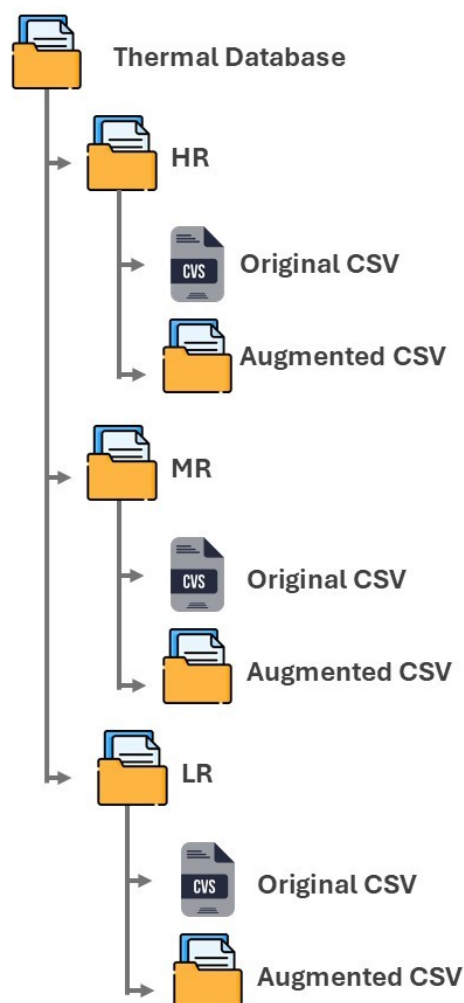 Thermal Database
HR
CVS
Original CSV
Augmented CSV
MR
CVS
Original CSV
Augmented CSV
LR
CVS
Original CSV
Augmented CSV